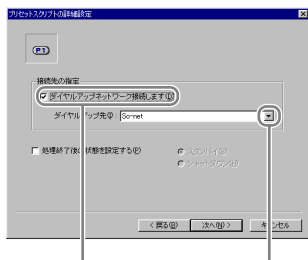 プリセットスクリプトの詳細設定
P1
接続先の指定
ダイヤルアップネットワーク接続します(D)
ダイヤルアップ先(I): So-net
処理終了後の状態を設定する(E)
スタンバイ(S)
シャットダウン(H)
< 戻る(B) 次へ(N) > キャンセル